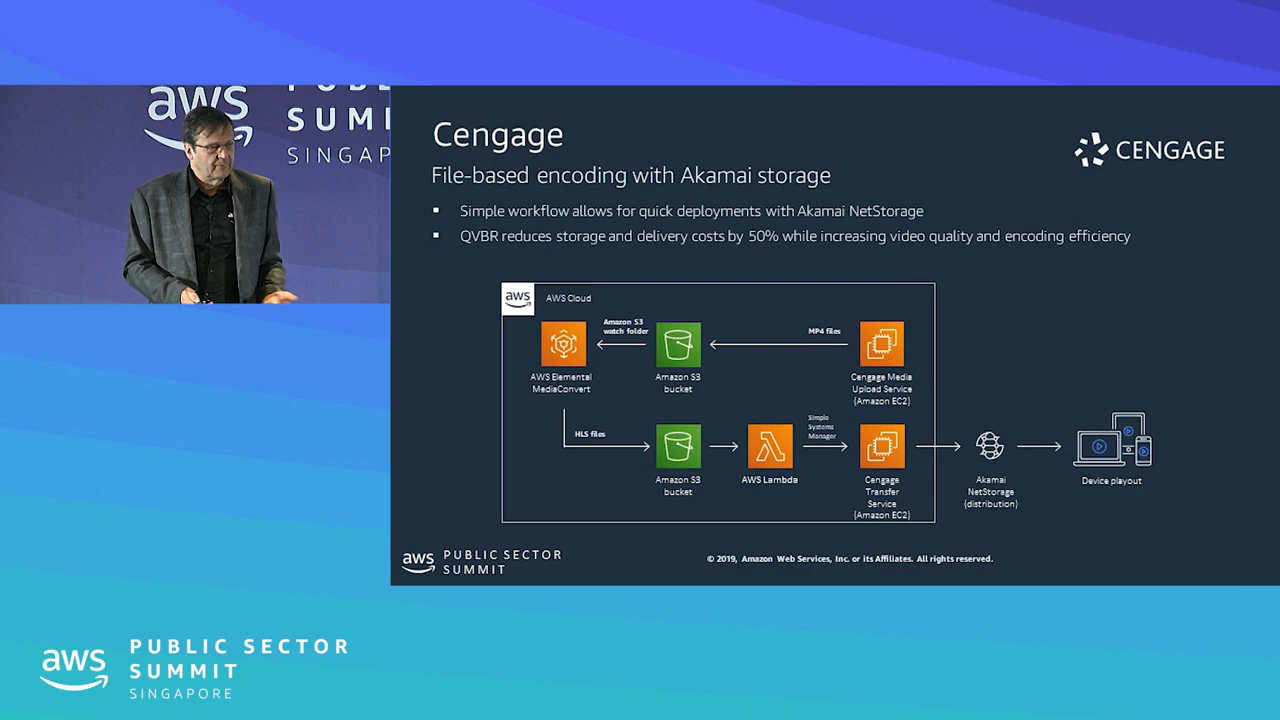 aws
PUBL
SUMI
SINGAP
Cengage
CENGAGE
File-based encoding with Akamai storage
▪ Simple workflow allows for quick deployments with Akamai NetStorage
▪ QVBR reduces storage and delivery costs by 50% while increasing video quality and encoding efficiency
aws
AWS Cloud
Amazon S3
watch folder
MP4 files
AWS Elemental
MediaConvert
Amazon S3
bucket
Cengage Media
Upload Service
(Amazon EC2)
HLS files
Simple
Systems
Manager
Amazon S3
bucket
AWS Lambda
Cengage
Transfer
Service
(Amazon EC2)
Akamai
NetStorage
(distribution)
Device playout
aws
PUBLIC SECTOR
SUMMIT
© 2019, Amazon Web Services, Inc. or its Affiliates. All rights reserved.
aws
PUBLIC SECTOR
SUMMIT
SINGAPORE